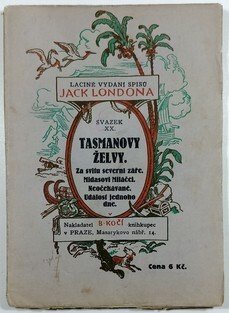 LACINÉ VYDÁNÍ SPISŮ
JACK LONDONA
SVAZEK
XX.
TASMANOVY
ŽELVY.
Za svitu severní záře.
Midasovi Miláčci.
Neočekávané.
Událost jednoho
dne.
Nakladatel B. KOČÍ knihkupec
v PRAZE, Masarykovo nábř. 14.
Cena 6 Kč.